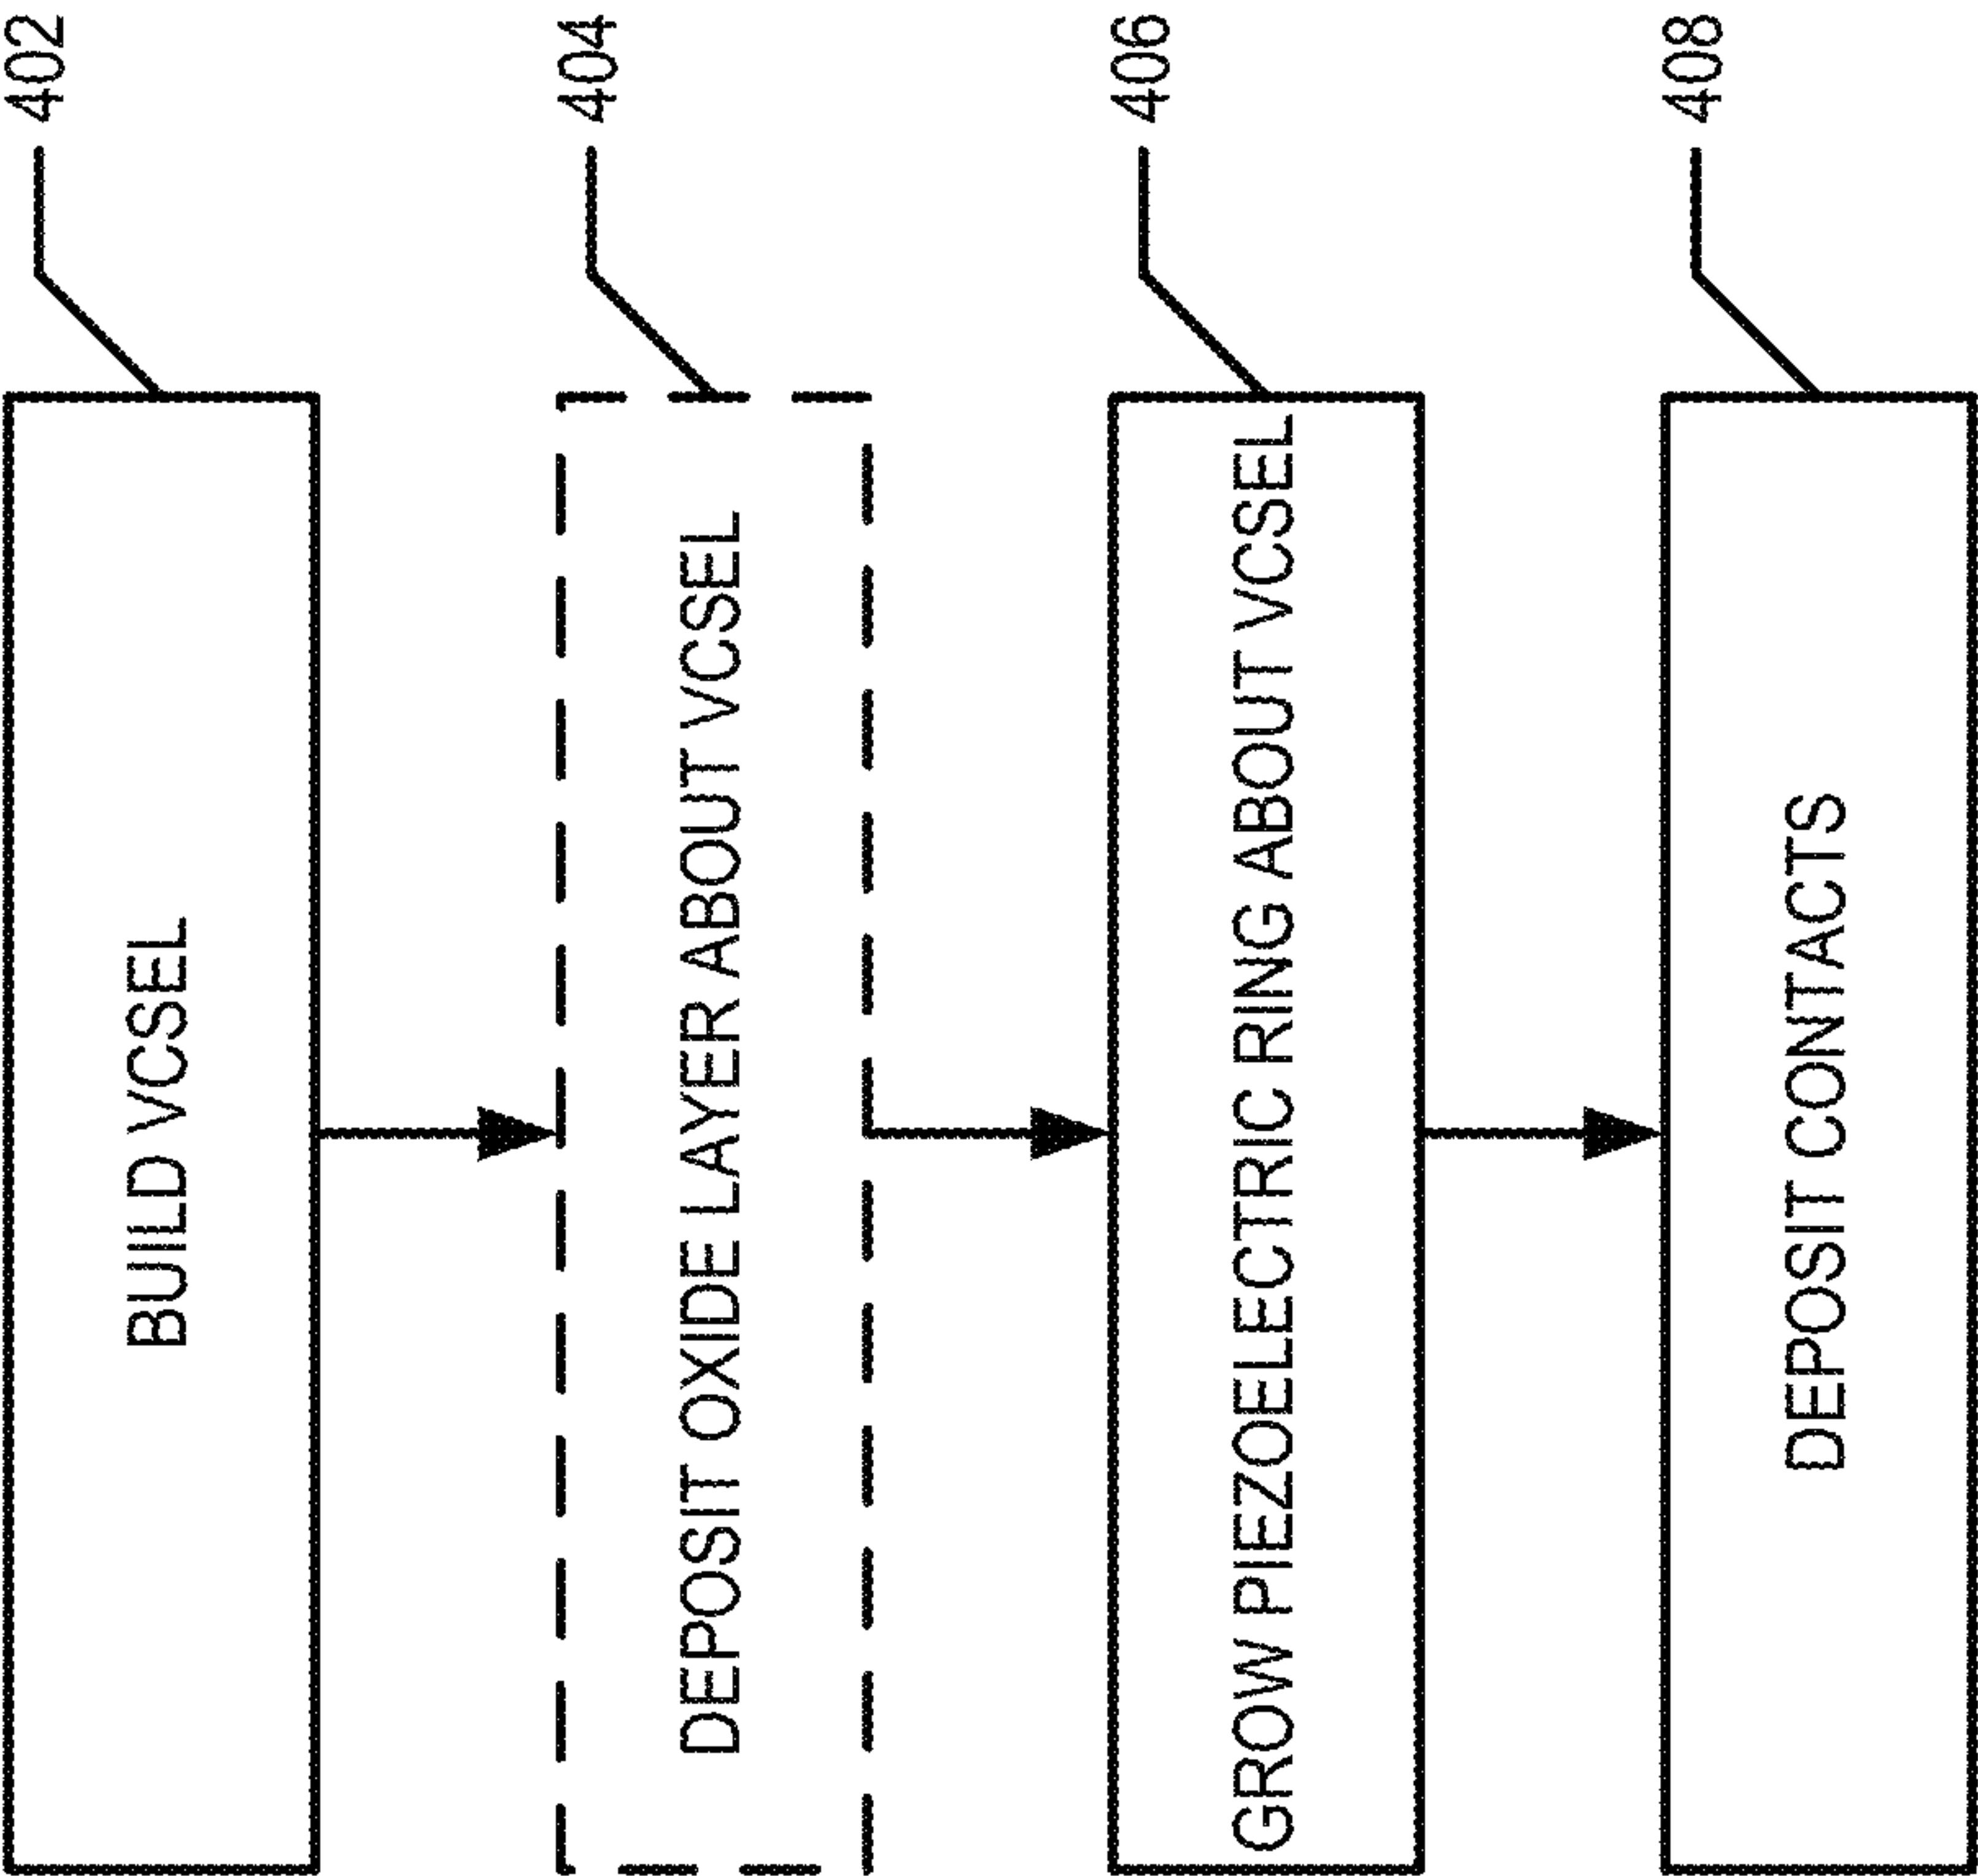 BUILD VCSEL
402
DEPOSIT OXIDE LAYER ABOUT VCSEL
404
GROW PIEZOELECTRIC RING ABOUT VCSEL
406
DEPOSIT CONTACTS
408